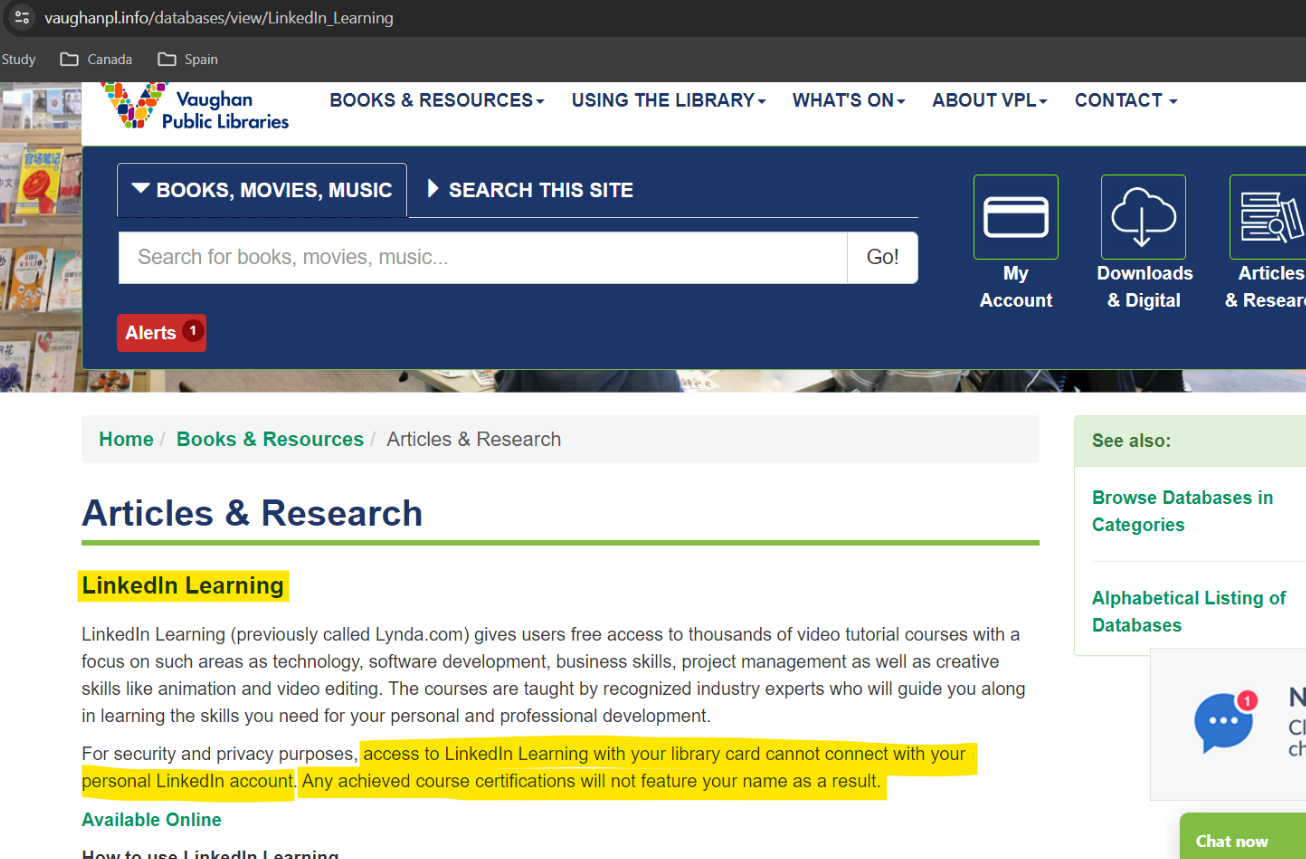 vaughanpl.info/databases/view/LinkedIn_Learning
Study Canada Spain
Vaughan
Public Libraries
BOOKS & RESOURCES USING THE LIBRARY WHAT'S ON ABOUT VPL CONTACT
BOOKS, MOVIES, MUSIC SEARCH THIS SITE
Search for books, movies, music... Go!
My
Account
Downloads
& Digital
Articles
& Resear
Alerts 1
Home / Books & Resources / Articles & Research
Articles & Research
LinkedIn Learning
LinkedIn Learning (previously called Lynda.com) gives users free access to thousands of video tutorial courses with a
focus on such areas as technology, software development, business skills, project management as well as creative
skills like animation and video editing. The courses are taught by recognized industry experts who will guide you along
in learning the skills you need for your personal and professional development.
For security and privacy purposes, access to LinkedIn Learning with your library card cannot connect with your
personal LinkedIn account. Any achieved course certifications will not feature your name as a result.
Available Online
How to use LinkedIn Learning
See also:
Browse Databases in
Categories
Alphabetical Listing of
Databases
1
Chat now